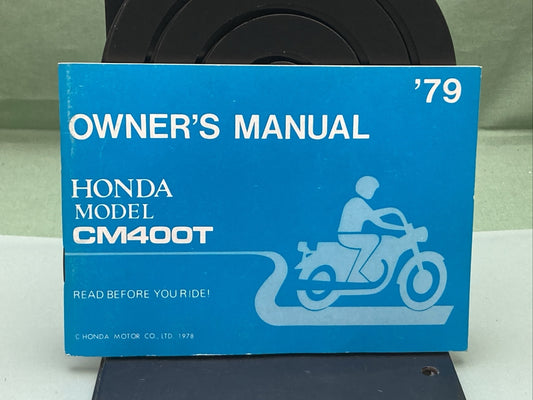 '79
OWNER'S MANUAL
HONDA
MODEL
CM400T
READ BEFORE YOU RIDE!
© HONDA MOTOR CO., LTD. 1978